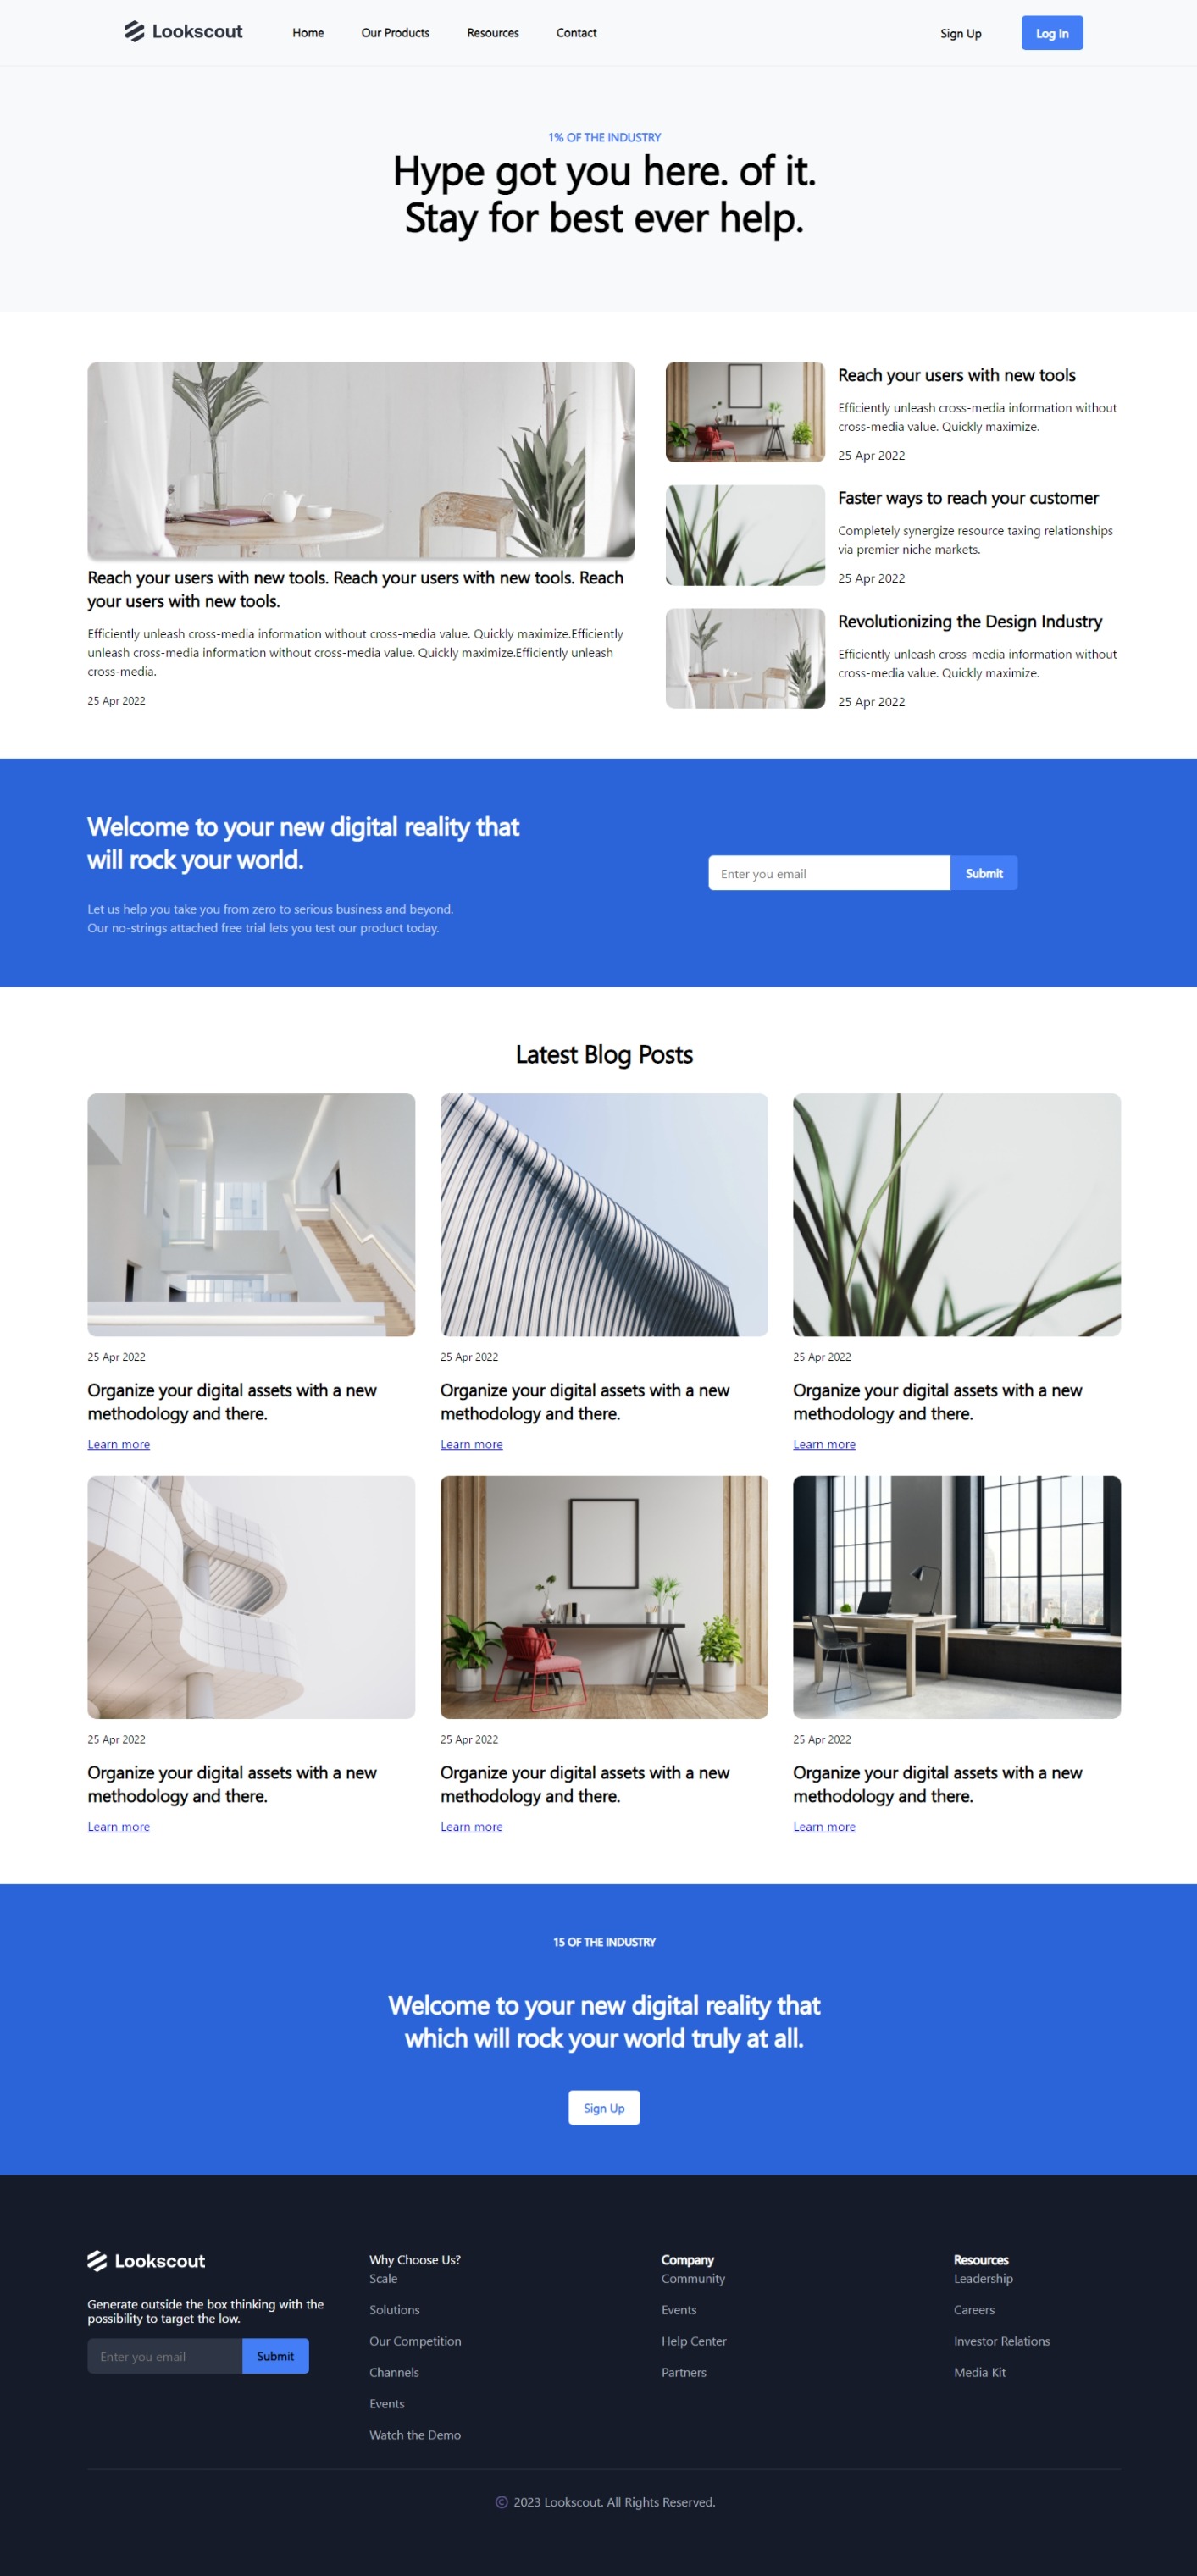 Lookscout
Home
Our Products
Resources
Contact
Sign Up
Log In
1% OF THE INDUSTRY
Hype got you here. of it.
Stay for best ever help.
Reach your users with new tools. Reach your users with new tools. Reach
your users with new tools.
Efficiently unleash cross-media information without cross-media value. Quickly maximize.Efficiently
unleash cross-media information without cross-media value. Quickly maximize.Efficiently unleash
cross-media.
25 Apr 2022
Reach your users with new tools
Efficiently unleash cross-media information without
cross-media value. Quickly maximize.
25 Apr 2022
Faster ways to reach your customer
Completely synergize resource taxing relationships
via premier niche markets.
25 Apr 2022
Revolutionizing the Design Industry
Efficiently unleash cross-media information without
cross-media value. Quickly maximize.
25 Apr 2022
Welcome to your new digital reality that
will rock your world.
Let us help you take you from zero to serious business and beyond.
Our no-strings attached free trial lets you test our product today.
Enter you email
Submit
Latest Blog Posts
25 Apr 2022
Organize your digital assets with a new
methodology and there.
Learn more
25 Apr 2022
Organize your digital assets with a new
methodology and there.
Learn more
25 Apr 2022
Organize your digital assets with a new
methodology and there.
Learn more
25 Apr 2022
Organize your digital assets with a new
methodology and there.
Learn more
25 Apr 2022
Organize your digital assets with a new
methodology and there.
Learn more
25 Apr 2022
Organize your digital assets with a new
methodology and there.
Learn more
15 OF THE INDUSTRY
Welcome to your new digital reality that
which will rock your world truly at all.
Sign Up
Lookscout
Generate outside the box thinking with the
possibility to target the low.
Enter you email
Submit
Why Choose Us?
Scale
Solutions
Our Competition
Channels
Events
Watch the Demo
Company
Community
Events
Help Center
Partners
Resources
Leadership
Careers
Investor Relations
Media Kit
© 2023 Lookscout. All Rights Reserved.